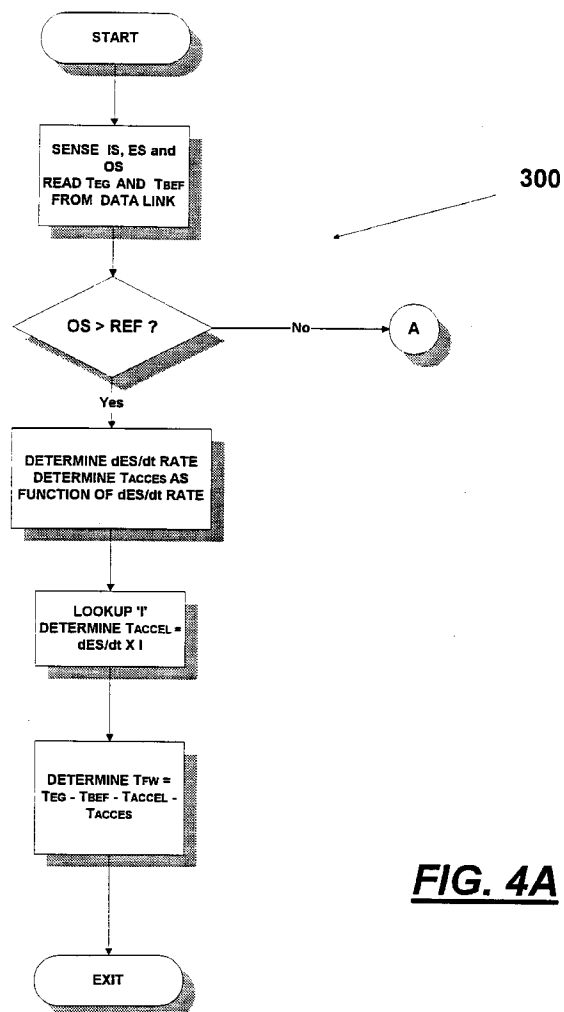 START
SENSE IS, ES and
OS
READ TEG AND TBEF
FROM DATA LINK
300
OS > REF ?
No
A
Yes
DETERMINE dES/dt RATE
DETERMINE TACCES AS
FUNCTION OF dES/dt RATE
LOOKUP 'I'
DETERMINE TACCEL =
dES/dt X I
DETERMINE TFW =
TEG - TBEF - TACCEL -
TACCES
FIG. 4A
EXIT